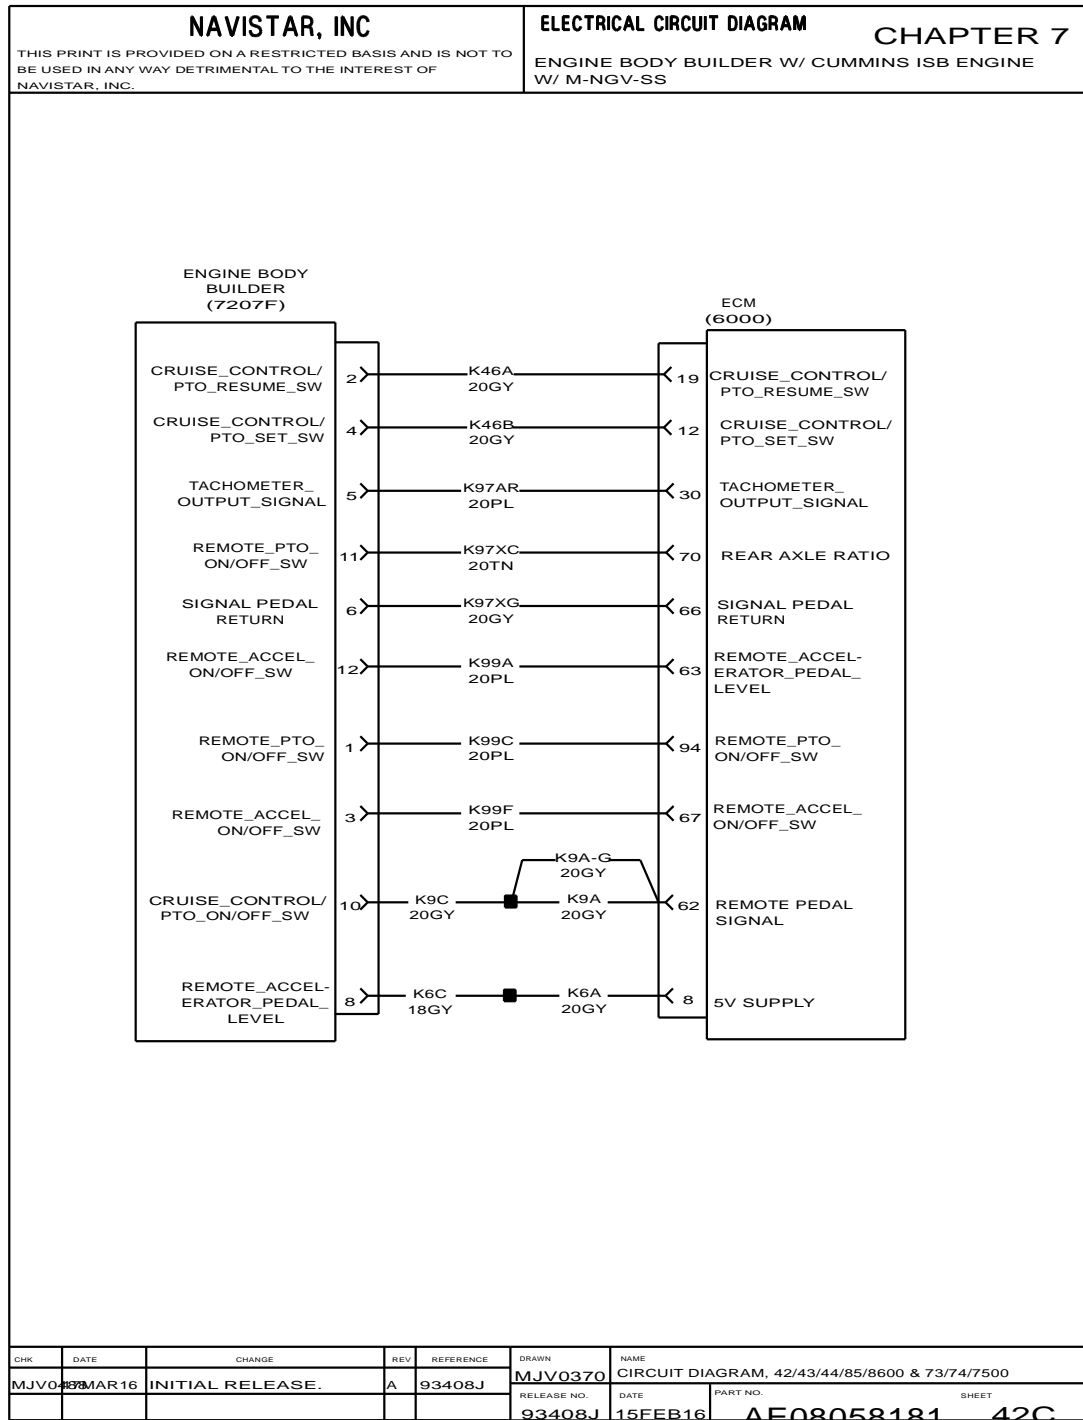 NAVISTAR, INC
THIS PRINT IS PROVIDED ON A RESTRICTED BASIS AND IS NOT TO
BE USED IN ANY WAY DETRIMENTAL TO THE INTEREST OF
NAVISTAR, INC.
ELECTRICAL CIRCUIT DIAGRAM
CHAPTER 7
ENGINE BODY BUILDER W/ CUMMINS ISB ENGINE
W/ M-NGV-SS
ENGINE BODY
BUILDER
(7207F)
ECM
(6000)
CRUISE_CONTROL/
PTO_RESUME_SW
2
K46A
20GY
19
CRUISE_CONTROL/
PTO_RESUME_SW
CRUISE_CONTROL/
PTO_SET_SW
4
K46B
20GY
12
CRUISE_CONTROL/
PTO_SET_SW
TACHOMETER_
OUTPUT_SIGNAL
5
K97AR
20PL
30
TACHOMETER_
OUTPUT_SIGNAL
REMOTE_PTO_
ON/OFF_SW
11
K97XC
20TN
70
REAR AXLE RATIO
SIGNAL PEDAL
RETURN
6
K97XG
20GY
66
SIGNAL PEDAL
RETURN
REMOTE_ACCEL_
ON/OFF_SW
12
K99A
20PL
63
REMOTE_ACCEL-
ERATOR_PEDAL_
LEVEL
REMOTE_PTO_
ON/OFF_SW
1
K99C
20PL
94
REMOTE_PTO_
ON/OFF_SW
REMOTE_ACCEL_
ON/OFF_SW
3
K99F
20PL
67
REMOTE_ACCEL_
ON/OFF_SW
K9A-G
20GY
CRUISE_CONTROL/
PTO_ON/OFF_SW
10
K9C
20GY
K9A
20GY
62
REMOTE PEDAL
SIGNAL
REMOTE_ACCEL-
ERATOR_PEDAL_
LEVEL
8
K6C
18GY
K6A
20GY
8
5V SUPPLY
CHK DATE CHANGE REV REFERENCE
MAR16 INITIAL RELEASE. A 93408J
DRAWN
MJV0370
NAME
CIRCUIT DIAGRAM, 42/43/44/85/8600 & 73/74/7500
RELEASE NO.
93408J
DATE
15FEB16
PART NO.
AE08058181
SHEET
42C